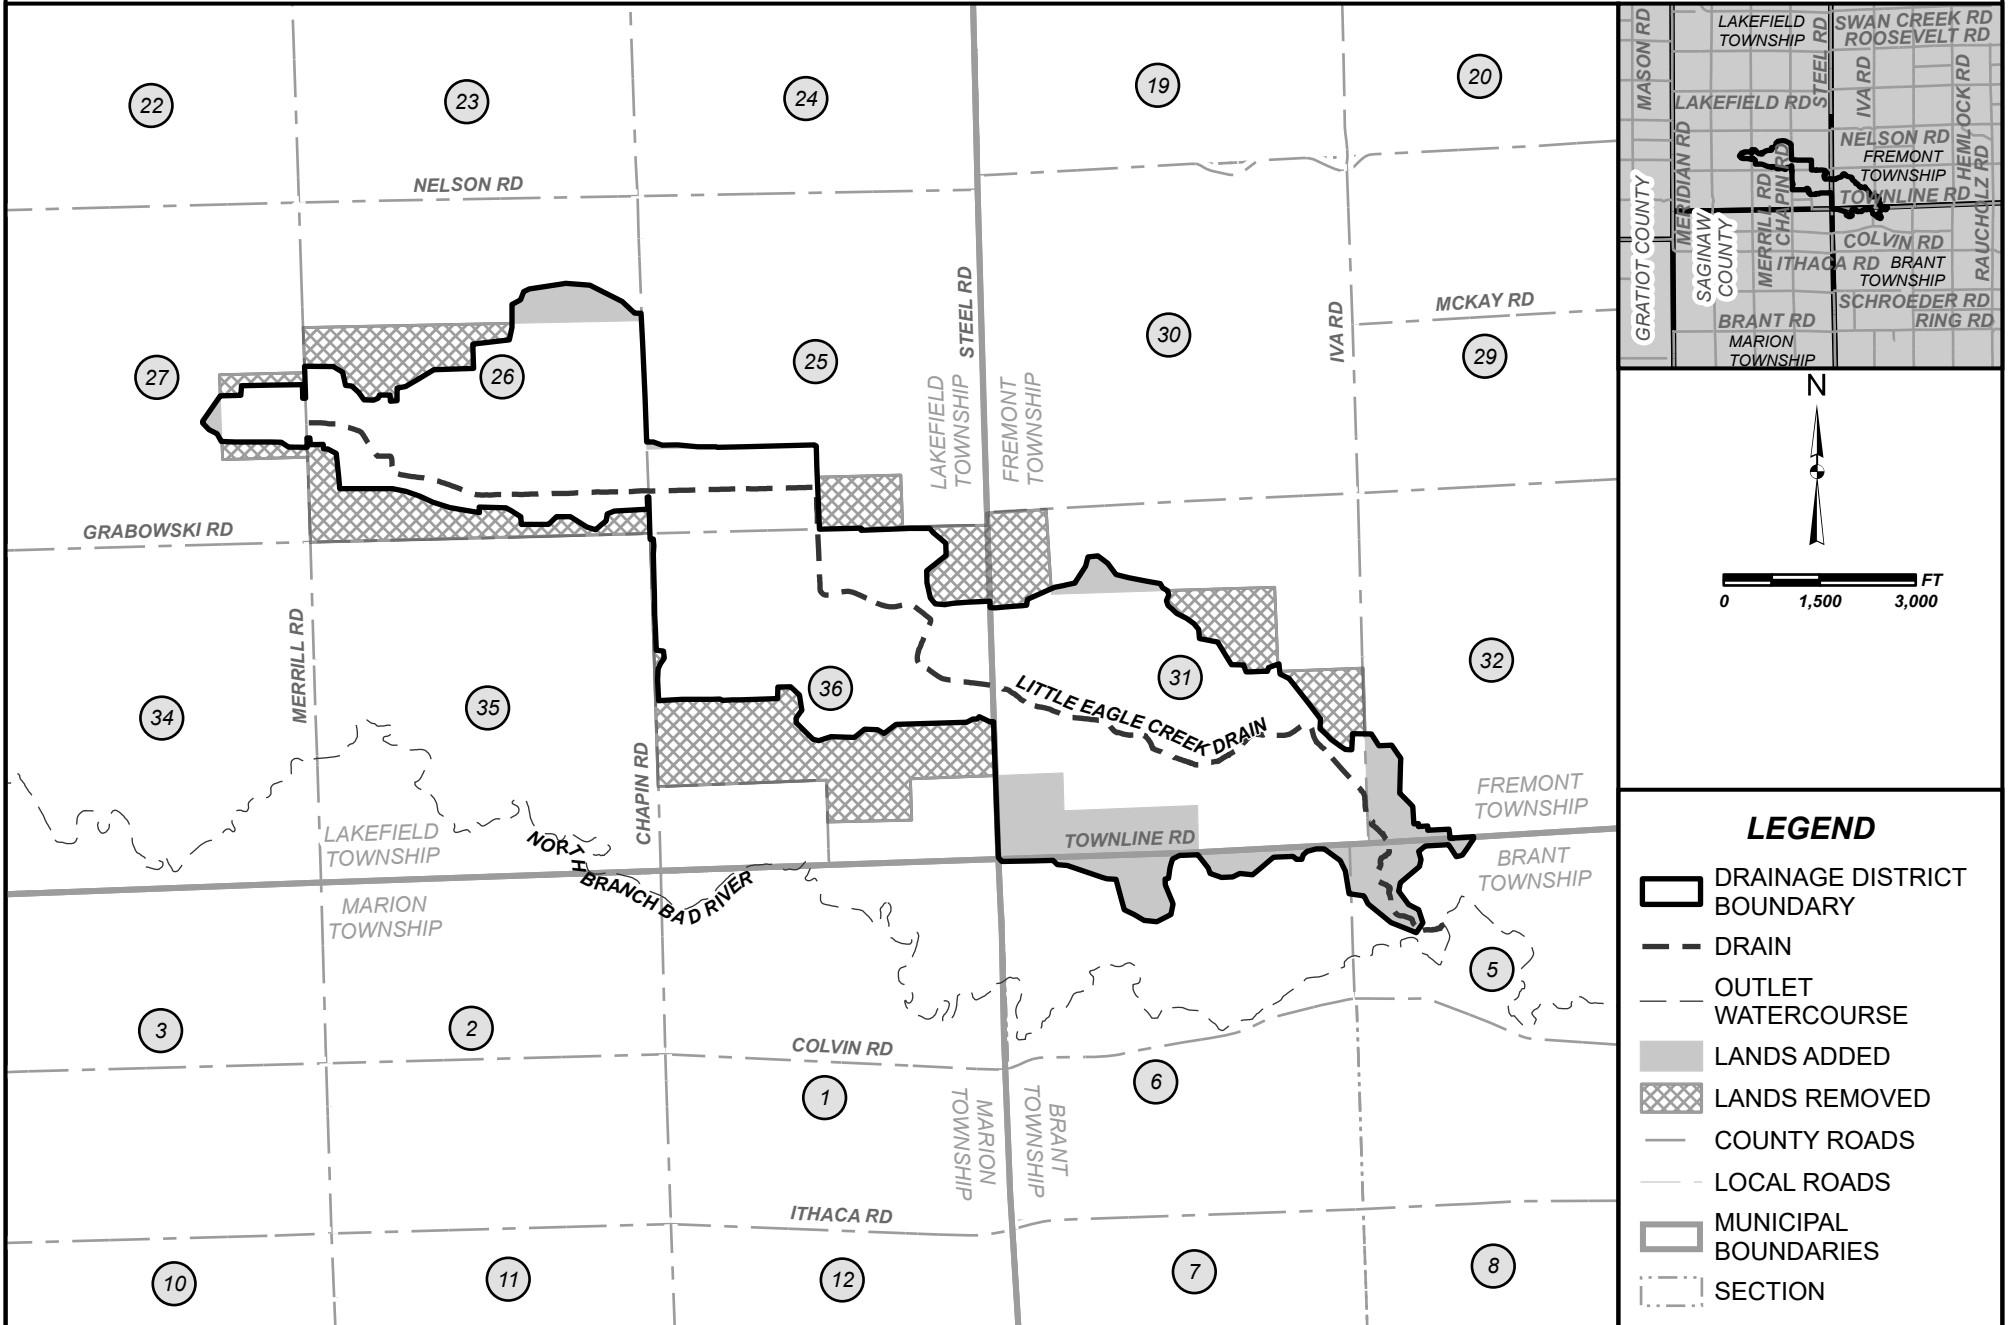 22
23
24
19
20
NELSON RD
STEEL RD
IVA RD
MCKAY RD
27
26
25
30
29
LAKEFIELD
TOWNSHIP
FREMONT
TOWNSHIP
GRABOWSKI RD
MERRILL RD
34
35
36
31
32
LITTLE EAGLE CREEK DRAIN
CHAPIN RD
LAKEFIELD
TOWNSHIP
NORTH BRANCH BAD RIVER
TOWNLINE RD
FREMONT
TOWNSHIP
BRANT
TOWNSHIP
MARION
TOWNSHIP
3
2
1
6
5
COLVIN RD
MARION
TOWNSHIP
BRANT
TOWNSHIP
ITHACA RD
10
11
12
7
8
MASON RD
LAKEFIELD
TOWNSHIP
STEEL RD
SWAN CREEK RD
ROOSEVELT RD
IVA RD
HEMLOCK RD
LAKEFIELD RD
MERIDIAN RD
NELSON RD
FREMONT
TOWNSHIP
CHAPIN RD
MERRILL RD
TOWNLINE RD
RAUCHOLZ RD
GRATIOT COUNTY
SAGINAW
COUNTY
COLVIN RD
ITHACA RD
BRANT
TOWNSHIP
SCHROEDER RD
BRANT RD
RING RD
MARION
TOWNSHIP
N
FT
0 1,500 3,000
LEGEND
DRAINAGE DISTRICT
BOUNDARY
DRAIN
OUTLET
WATERCOURSE
LANDS ADDED
LANDS REMOVED
COUNTY ROADS
LOCAL ROADS
MUNICIPAL
BOUNDARIES
SECTION